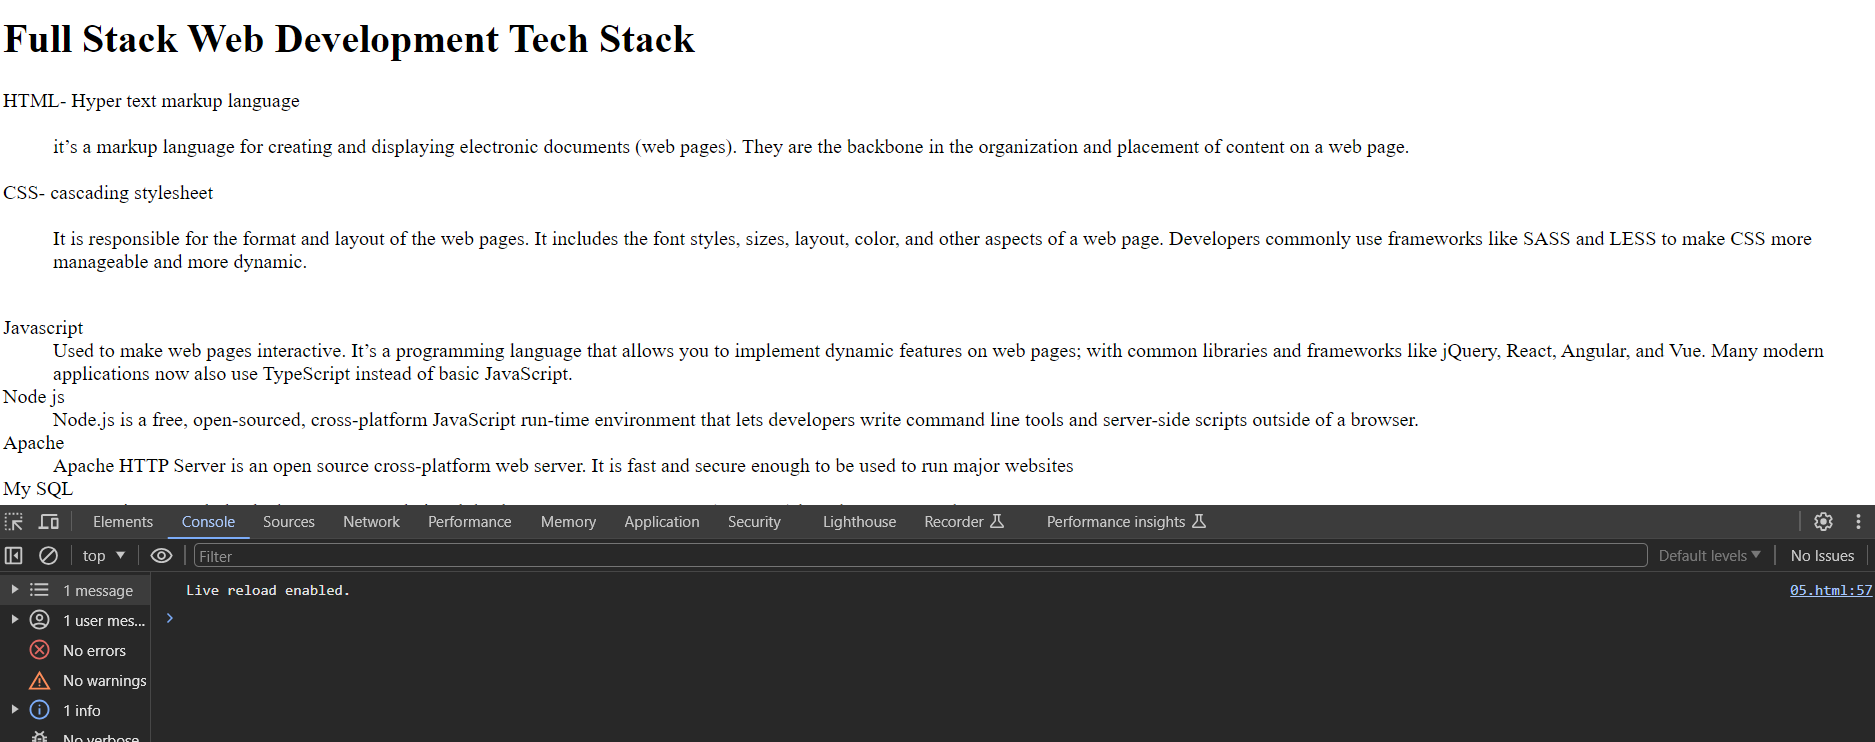 Full Stack Web Development Tech Stack
HTML- Hyper text markup language
it’s a markup language for creating and displaying electronic documents (web pages). They are the backbone in the organization and placement of content on a web page.
CSS- cascading stylesheet
It is responsible for the format and layout of the web pages. It includes the font styles, sizes, layout, color, and other aspects of a web page. Developers commonly use frameworks like SASS and LESS to make CSS more
manageable and more dynamic.
Javascript
Used to make web pages interactive. It’s a programming language that allows you to implement dynamic features on web pages; with common libraries and frameworks like jQuery, React, Angular, and Vue. Many modern
applications now also use TypeScript instead of basic JavaScript.
Node js
Node.js is a free, open-sourced, cross-platform JavaScript run-time environment that lets developers write command line tools and server-side scripts outside of a browser.
Apache
Apache HTTP Server is an open source cross-platform web server. It is fast and secure enough to be used to run major websites
My SQL
Elements Console Sources Network Performance Memory Application Security Lighthouse Recorder Performance insights
top Filter Default levels No Issues
1 message Live reload enabled. 05.html:57
1 user mes...
No errors
No warnings
1 info
No verbose